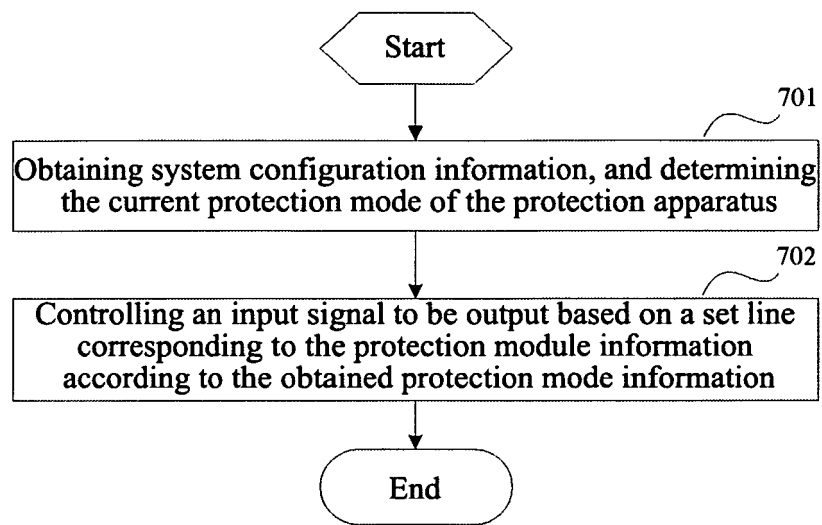 Start
701
Obtaining system configuration information, and determining
the current protection mode of the protection apparatus
702
Controlling an input signal to be output based on a set line
corresponding to the protection module information
according to the obtained protection mode information
End